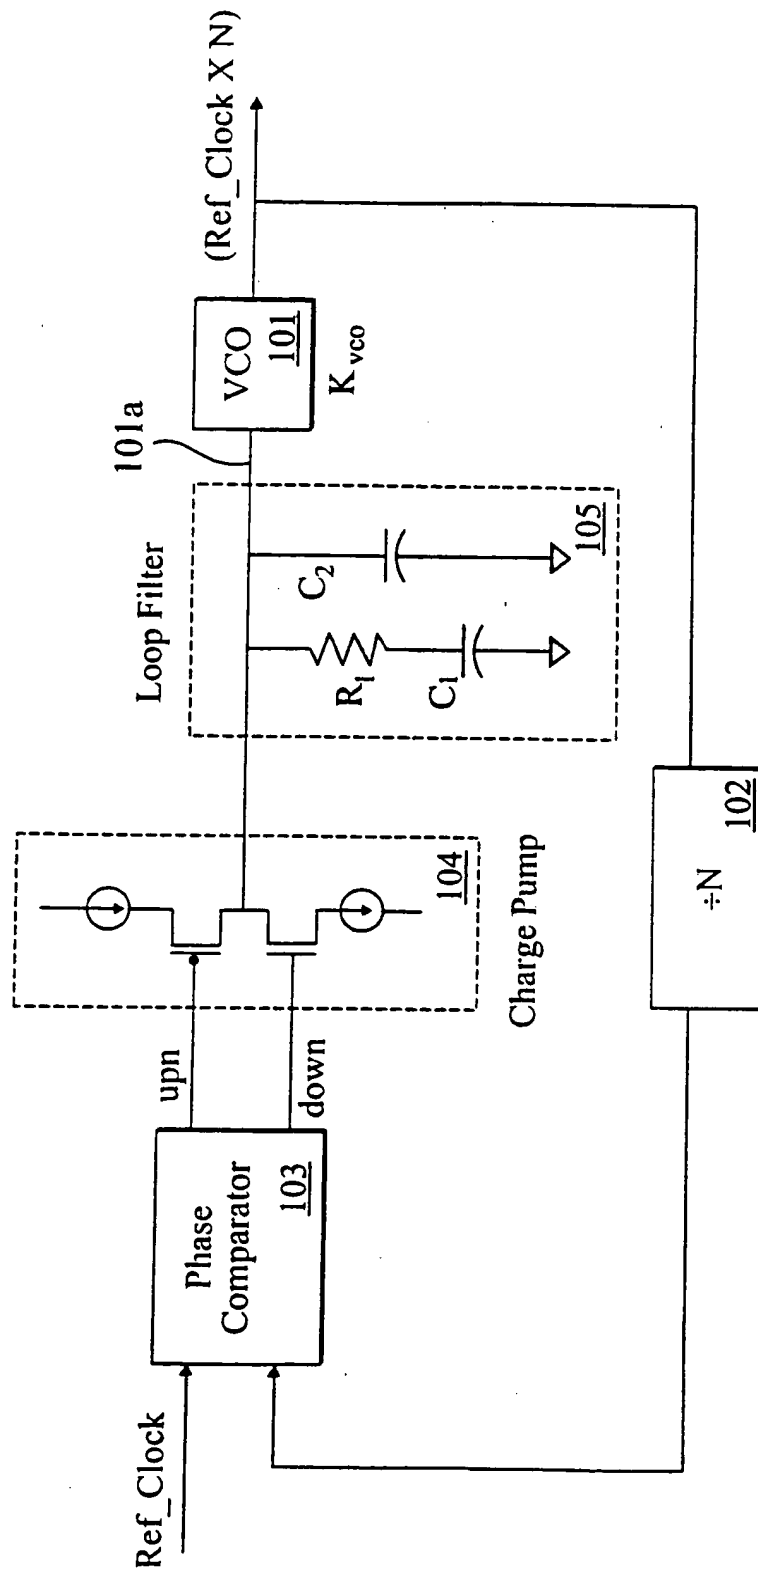 Ref_Clock
Phase
Comparator
103
upn
down
104
Charge Pump
Loop Filter
R1
C1
C2
105
101a
VCO
101
Kvco
(Ref_Clock X N)
÷N
102